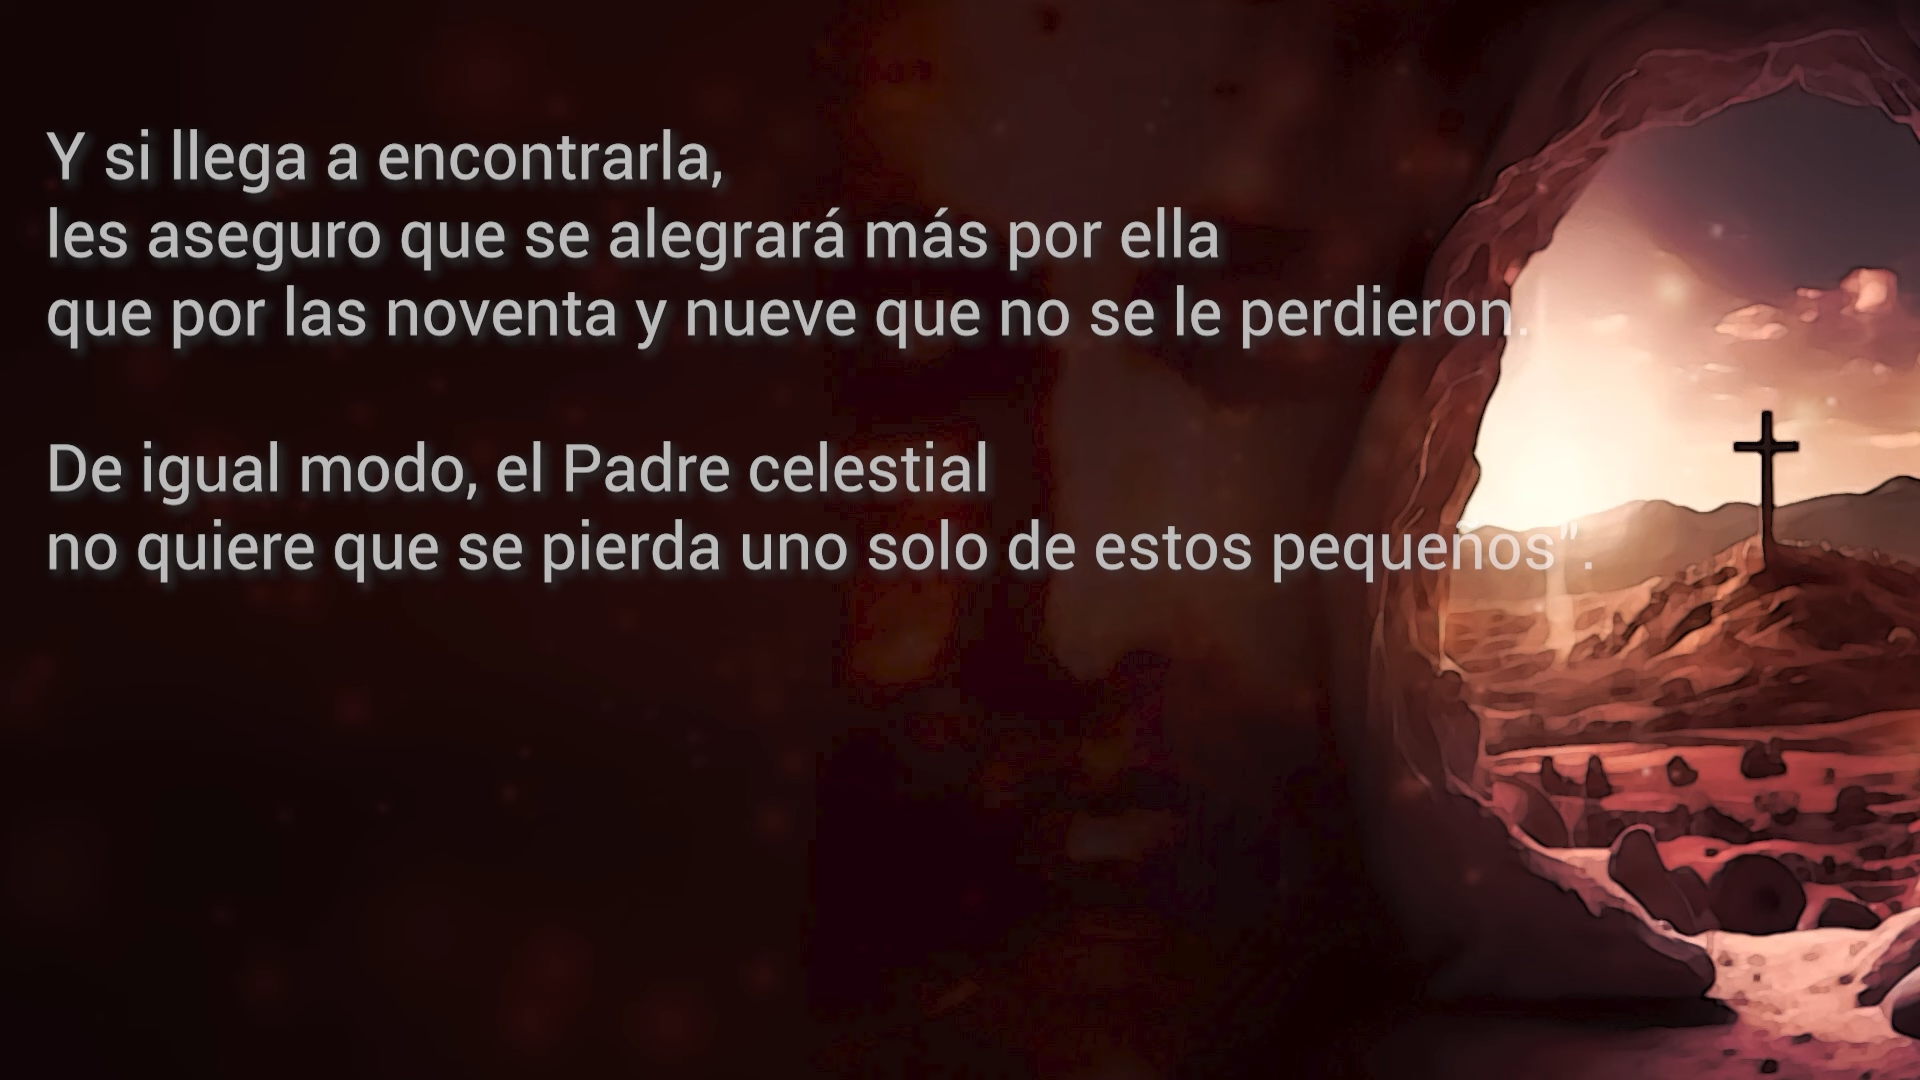 Y si llega a encontrarla,
les aseguro que se alegrará más por ella
que por las noventa y nueve que no se le perdieron.
De igual modo, el Padre celestial
no quiere que se pierda uno solo de estos pequeños".